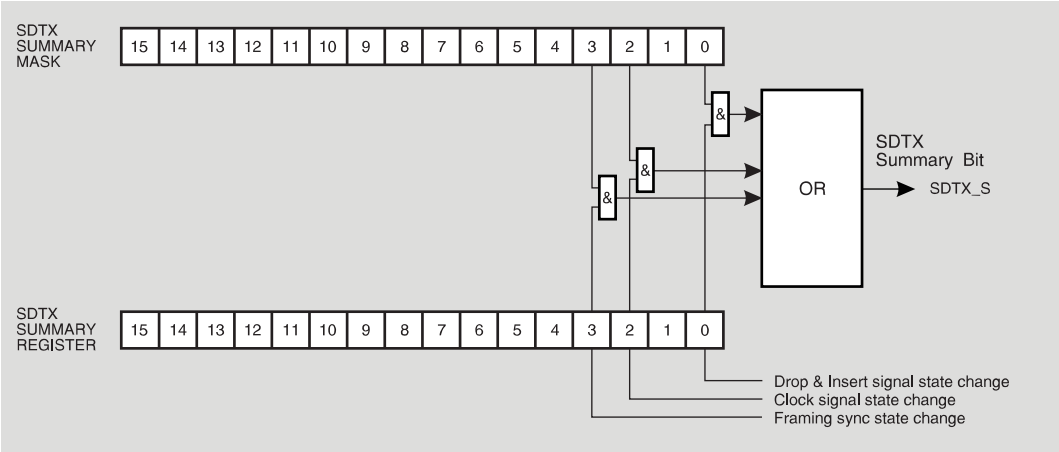 SDTX
SUMMARY
MASK
15 14 13 12 11 10 9 8 7 6 5 4 3 2 1 0
&
&
&
OR
SDTX
Summary Bit
SDTX_S
SDTX
SUMMARY
REGISTER
15 14 13 12 11 10 9 8 7 6 5 4 3 2 1 0
Drop & Insert signal state change
Clock signal state change
Framing sync state change